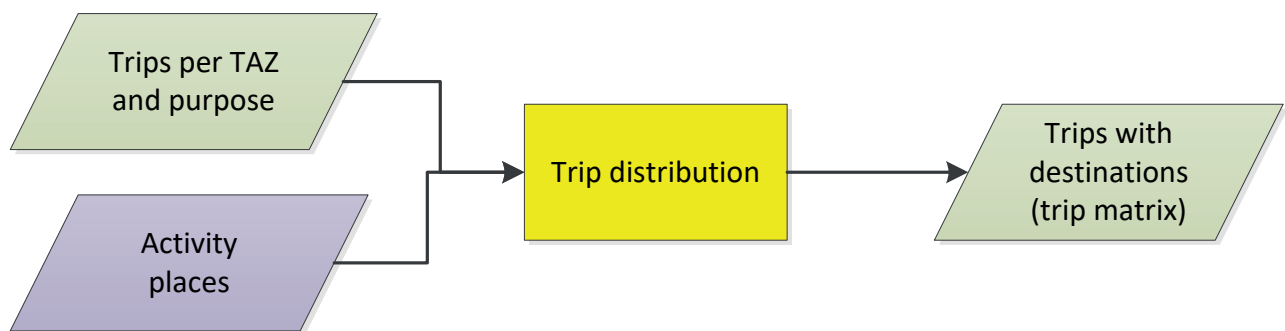 Trips per TAZ
and purpose
Activity
places
Trip distribution
Trips with
destinations
(trip matrix)